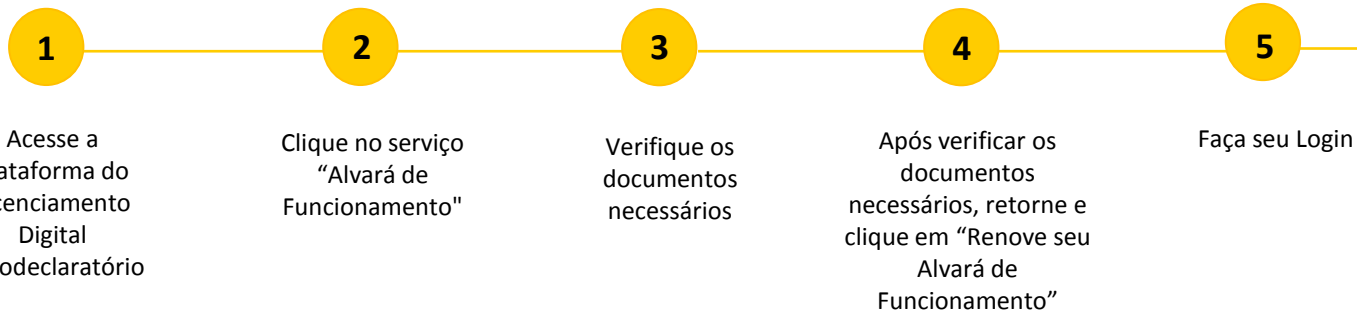 1
2
3
4
5
Acesse a
ataforma do
enciamento
Digital
odeclaratório
Clique no serviço
“Alvará de
Funcionamento"
Verifique os
documentos
necessários
Após verificar os
documentos
necessários, retorne e
clique em “Renove seu
Alvará de
Funcionamento”
Faça seu Login